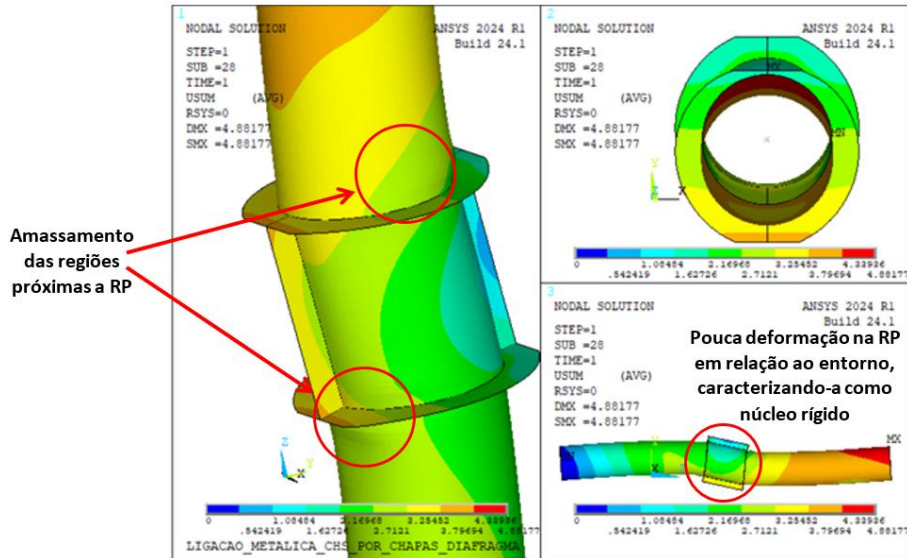 1
NODAL SOLUTION
ANSYS 2024 R1
Build 24.1
STEP=1
SUB =28
TIME=1
USUM (AVG)
RSYS=0
DMX =4.88177
SMX =4.88177
Amassamento
das regiões
próximas a RP
Z
Y
X
0 1.08484 2.16968 3.25452 4.33936
.542419 1.62726 2.7121 3.79694 4.88177
LIGACAO_METALICA_CHS_POR_CHAPAS_DIAFRAGMA
2
NODAL SOLUTION
ANSYS 2024 R1
Build 24.1
STEP=1
SUB =28
TIME=1
USUM (AVG)
RSYS=0
DMX =4.88177
SMX =4.88177
MX
MN
Y
Z X
0 1.08484 2.16968 3.25452 4.33936
.542419 1.62726 2.7121 3.79694 4.88177
3
NODAL SOLUTION
ANSYS 2024 R1
Build 24.1
STEP=1
SUB =28
TIME=1
USUM (AVG)
RSYS=0
DMX =4.88177
SMX =4.88177
Pouca deformação na RP
em relação ao entorno,
caracterizando-a como
núcleo rígido
MX
MN
X
0 1.08484 2.16968 3.25452 4.33936
.542419 1.62726 2.7121 3.79694 4.88177